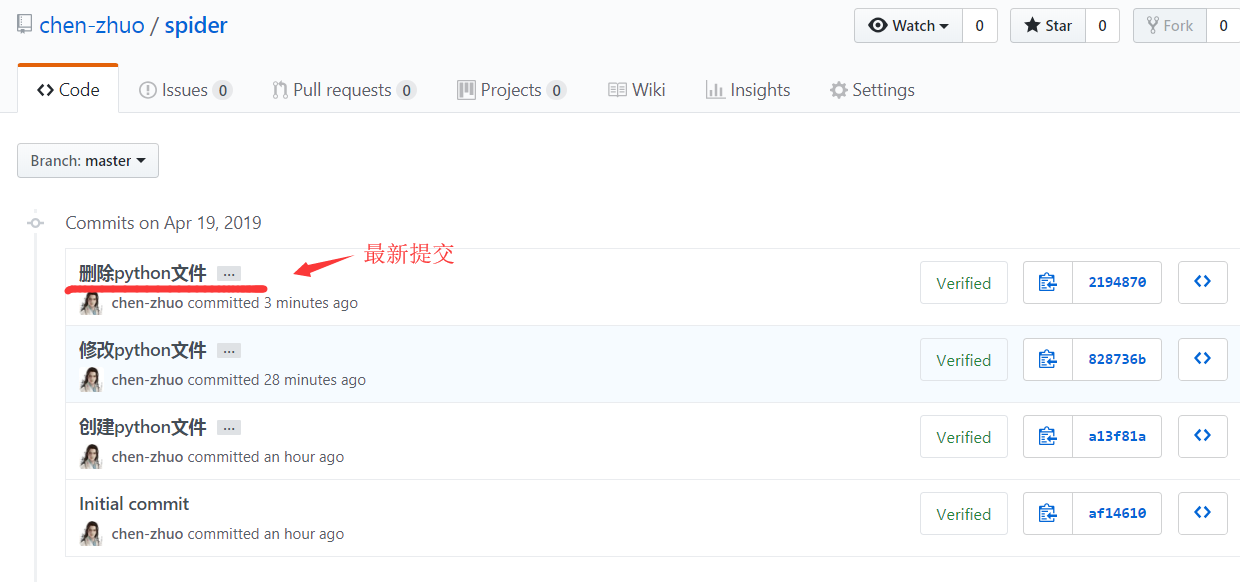 chen-zhuo / spider
Watch 0 Star 0 Fork 0
Code Issues 0 Pull requests 0 Projects 0 Wiki Insights Settings
Branch: master
Commits on Apr 19, 2019
最新提交
删除python文件 …
chen-zhuo committed 3 minutes ago
Verified 2194870
修改python文件 …
chen-zhuo committed 28 minutes ago
Verified 828736b
创建python文件 …
chen-zhuo committed an hour ago
Verified a13f81a
Initial commit
chen-zhuo committed an hour ago
Verified af14610